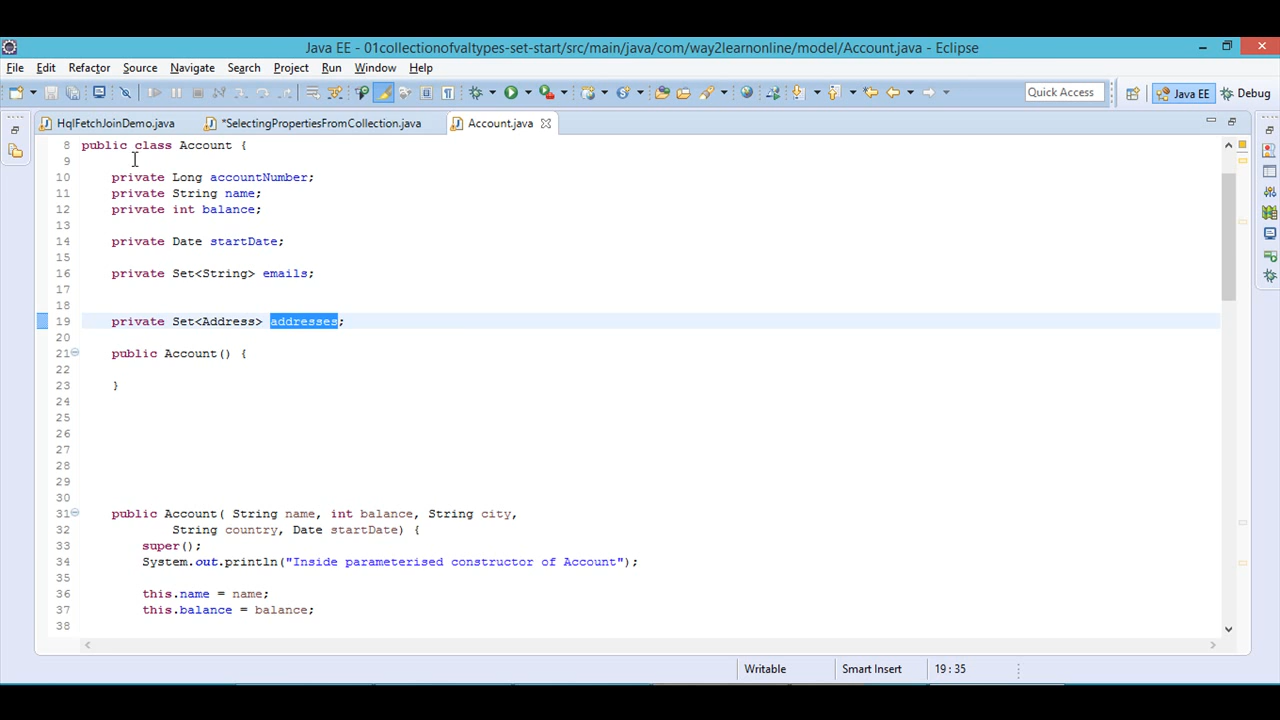 Java EE - 01collectionofvaltypes-set-start/src/main/java/com/way2learnonline/model/Account.java - Eclipse
File Edit Refactor Source Navigate Search Project Run Window Help
Quick Access Java EE Debug
HqlFetchJoinDemo.java *SelectingPropertiesFromCollection.java Account.java
8 public class Account {
9
10 private Long accountNumber;
11 private String name;
12 private int balance;
13
14 private Date startDate;
15
16 private Set<String> emails;
17
18
19 private Set<Address> addresses;
20
21 public Account() {
22
23 }
24
25
26
27
28
29
30
31 public Account( String name, int balance, String city,
32 String country, Date startDate) {
33 super();
34 System.out.println("Inside parameterised constructor of Account");
35
36 this.name = name;
37 this.balance = balance;
38
Writable Smart Insert 19 : 35